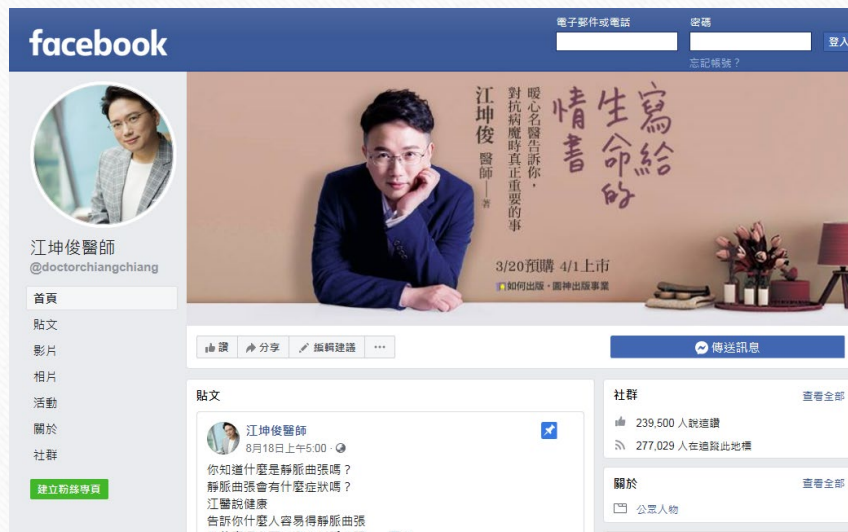 facebook
電子郵件或電話
密碼
登入
忘記帳號？
寫給
生命的
情書
暖心名醫告訴你，
對抗病魔時真正重要的事
江坤俊 醫師──著
3/20預購 4/1上市
如何出版・圓神出版事業
江坤俊醫師
@doctorchiangchiang
首頁
貼文
影片
相片
活動
關於
社群
建立粉絲專頁
讚
分享
編輯建議
傳送訊息
貼文
江坤俊醫師
8月18日上午5:00 ·
你知道什麼是靜脈曲張嗎？
靜脈曲張會有什麼症狀嗎？
江醫說健康
告訴你什麼人容易得靜脈曲張
社群
查看全部
239,500 人說這讚
277,029 人在追蹤此地標
關於
查看全部
公眾人物